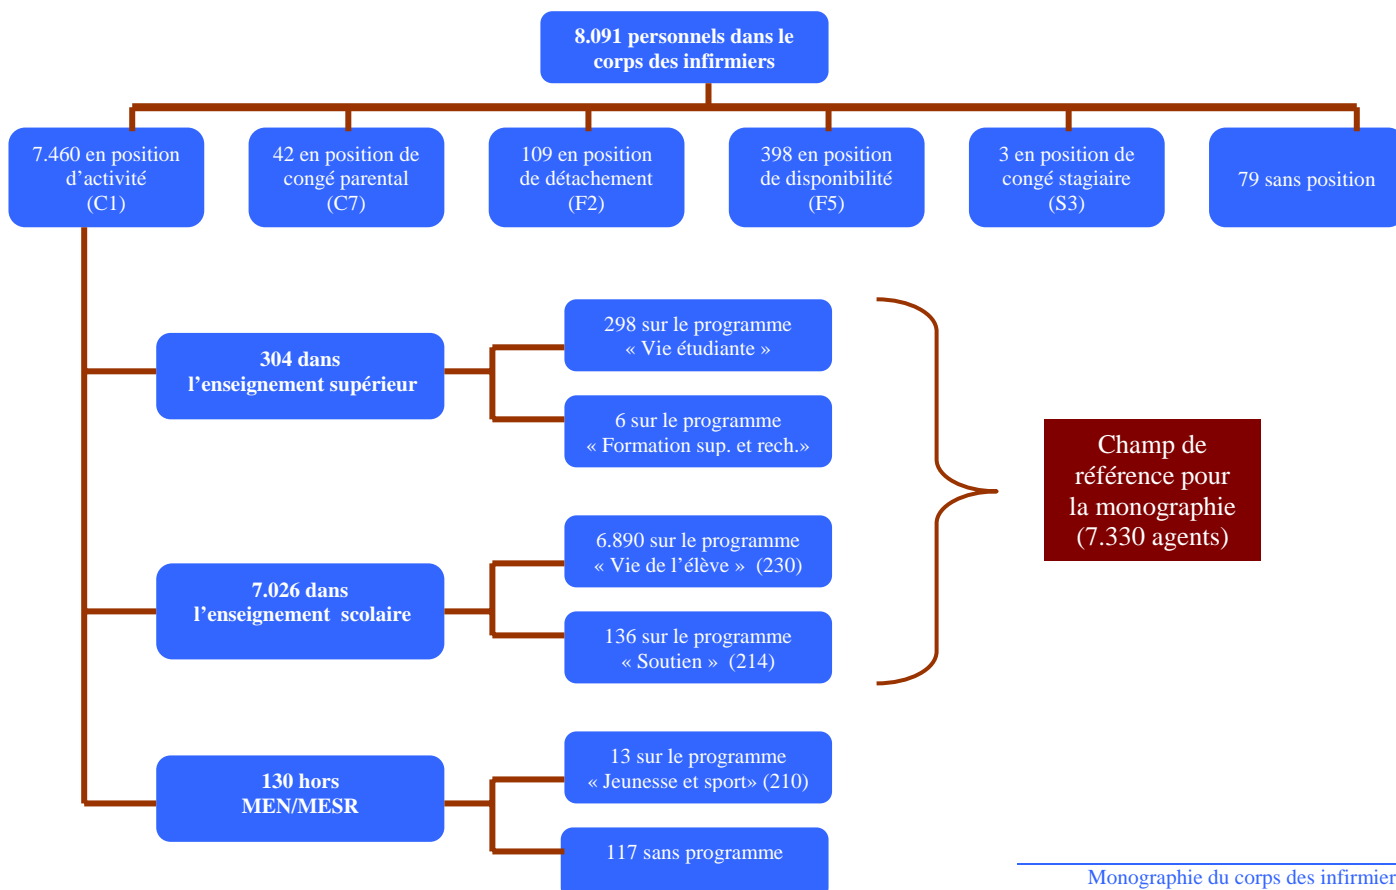 8.091 personnels dans le
corps des infirmiers
7.460 en position
d’activité
(C1)
42 en position de
congé parental
(C7)
109 en position
de détachement
(F2)
398 en position
de disponibilité
(F5)
3 en position de
congé stagiaire
(S3)
79 sans position
304 dans
l’enseignement supérieur
298 sur le programme
« Vie étudiante »
6 sur le programme
« Formation sup. et rech.»
Champ de
référence pour
la monographie
(7.330 agents)
7.026 dans
l’enseignement scolaire
6.890 sur le programme
« Vie de l’élève » (230)
136 sur le programme
« Soutien » (214)
130 hors
MEN/MESR
13 sur le programme
« Jeunesse et sport» (210)
117 sans programme
Monographie du corps des infirmier